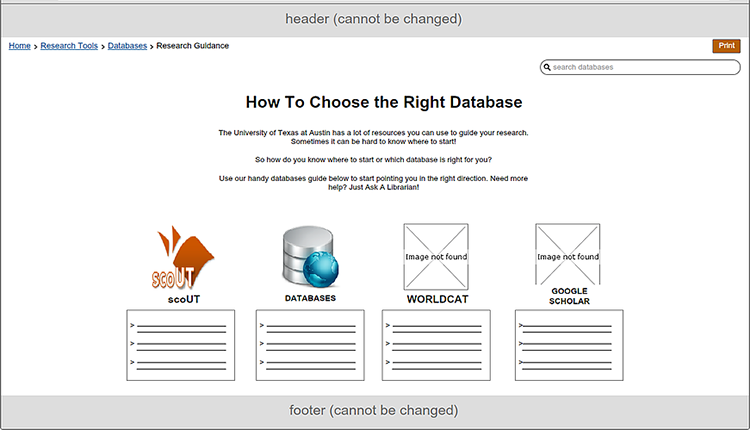 header (cannot be changed)
Home > Research Tools > Databases > Research Guidance
Print
search databases
How To Choose the Right Database
The University of Texas at Austin has a lot of resources you can use to guide your research.
Sometimes it can be hard to know where to start!
So how do you know where to start or which database is right for you?
Use our handy databases guide below to start pointing you in the right direction. Need more
help? Just Ask A Librarian!
scoUT
Image not found
Image not found
scoUT
DATABASES
WORLDCAT
GOOGLE
SCHOLAR
>
>
>
>
>
>
>
>
>
>
>
>
footer (cannot be changed)